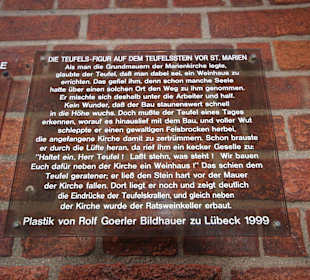 E
DIE TEUFELS-FIGUR AUF DEM TEUFELSSTEIN VOR ST. MARIEN
Als man die Grundmauern der Marienkirche legte,
glaubte der Teufel, daß man dabei sei, ein Weinhaus zu
errichten. Das gefiel ihm, denn schon manche Seele
hatte über einen solchen Ort den Weg zu ihm genommen.
Er mischte sich deshalb unter die Arbeiter und half.
Kein Wunder, daß der Bau staunenswert schnell
in die Höhe wuchs. Doch mußte der Teufel eines Tages
erkennen, worauf es hinauslief mit dem Bau, und voller Wut
schleppte er einen gewaltigen Felsbrocken herbei,
die angefangene Kirche damit zu zertrümmern. Schon brauste
er durch die Lüfte heran, da rief ihm ein kecker Geselle zu:
"Haltet ein, Herr Teufel! Laßt stehn, was steht! Wir bauen
Euch dafür neben der Kirche ein Weinhaus!" Das schien dem
Teufel geratener; er ließ den Stein hart vor der Mauer
der Kirche fallen. Dort liegt er noch und zeigt deutlich
die Eindrücke der Teufelskrallen, und gleich neben
der Kirche wurde der Ratsweinkeller erbaut.
Plastik von Rolf Goerler Bildhauer zu Lübeck 1999